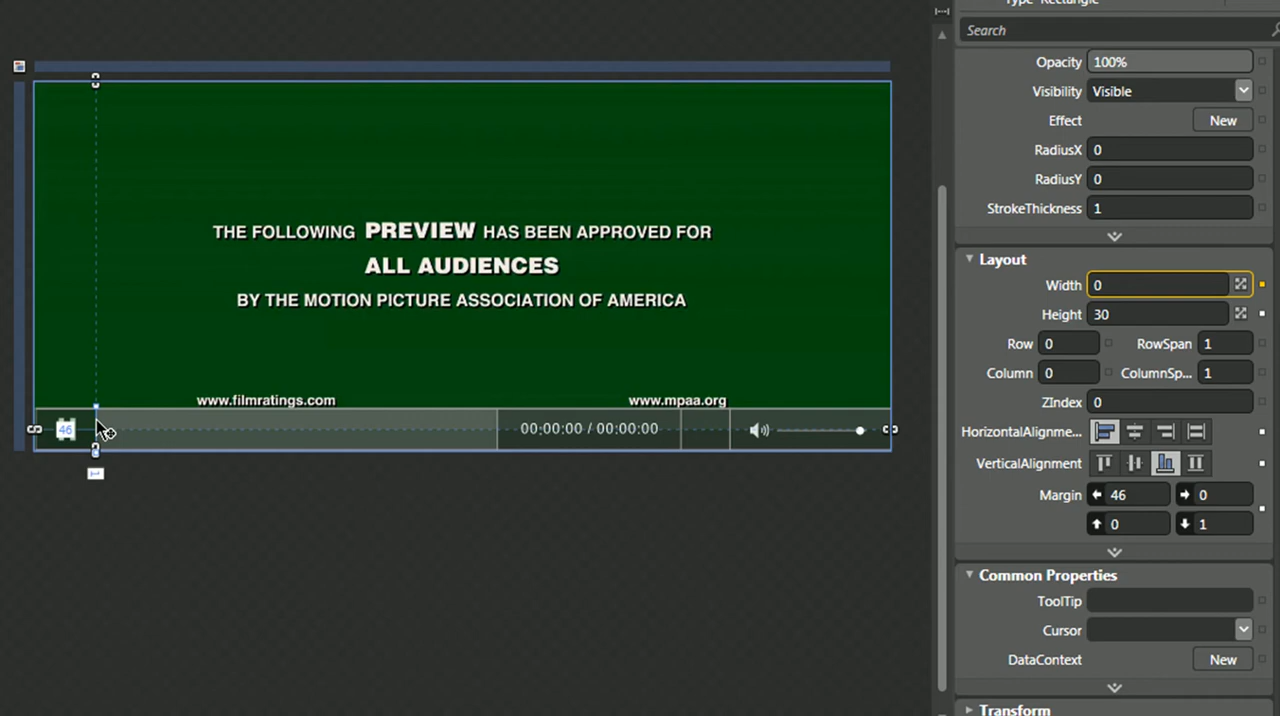 Type Rectangle
Search
Opacity 100%
Visibility Visible
Effect New
RadiusX 0
RadiusY 0
StrokeThickness 1
THE FOLLOWING PREVIEW HAS BEEN APPROVED FOR
ALL AUDIENCES
BY THE MOTION PICTURE ASSOCIATION OF AMERICA
www.filmratings.com www.mpaa.org
46 00:00:00 / 00:00:00
1
Layout
Width 0
Height 30
Row 0 RowSpan 1
Column 0 ColumnSp... 1
ZIndex 0
HorizontalAlignme...
VerticalAlignment
Margin 46 0
0 1
Common Properties
ToolTip
Cursor
DataContext New
Transform